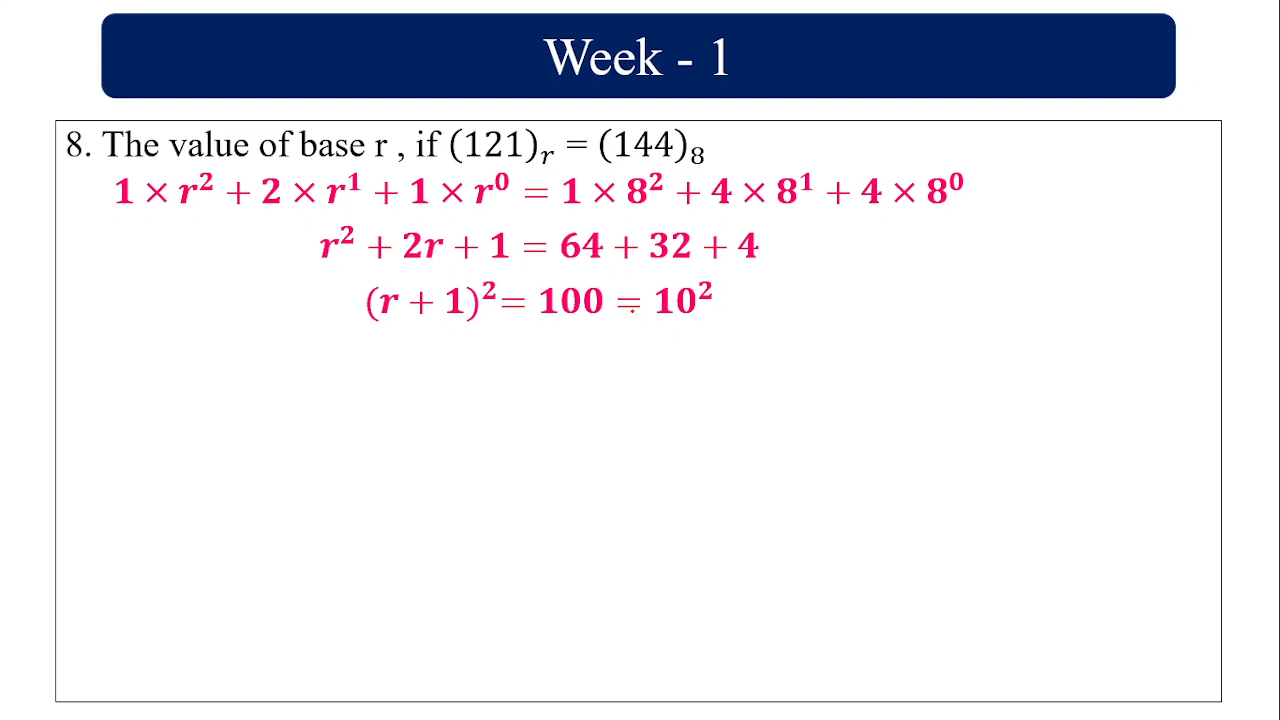 Week - 1
8. The value of base r , if (121)ᵣ = (144)₈
1 × r² + 2 × r¹ + 1 × r⁰ = 1 × 8² + 4 × 8¹ + 4 × 8⁰
r² + 2r + 1 = 64 + 32 + 4
(r + 1)² = 100 = 10²